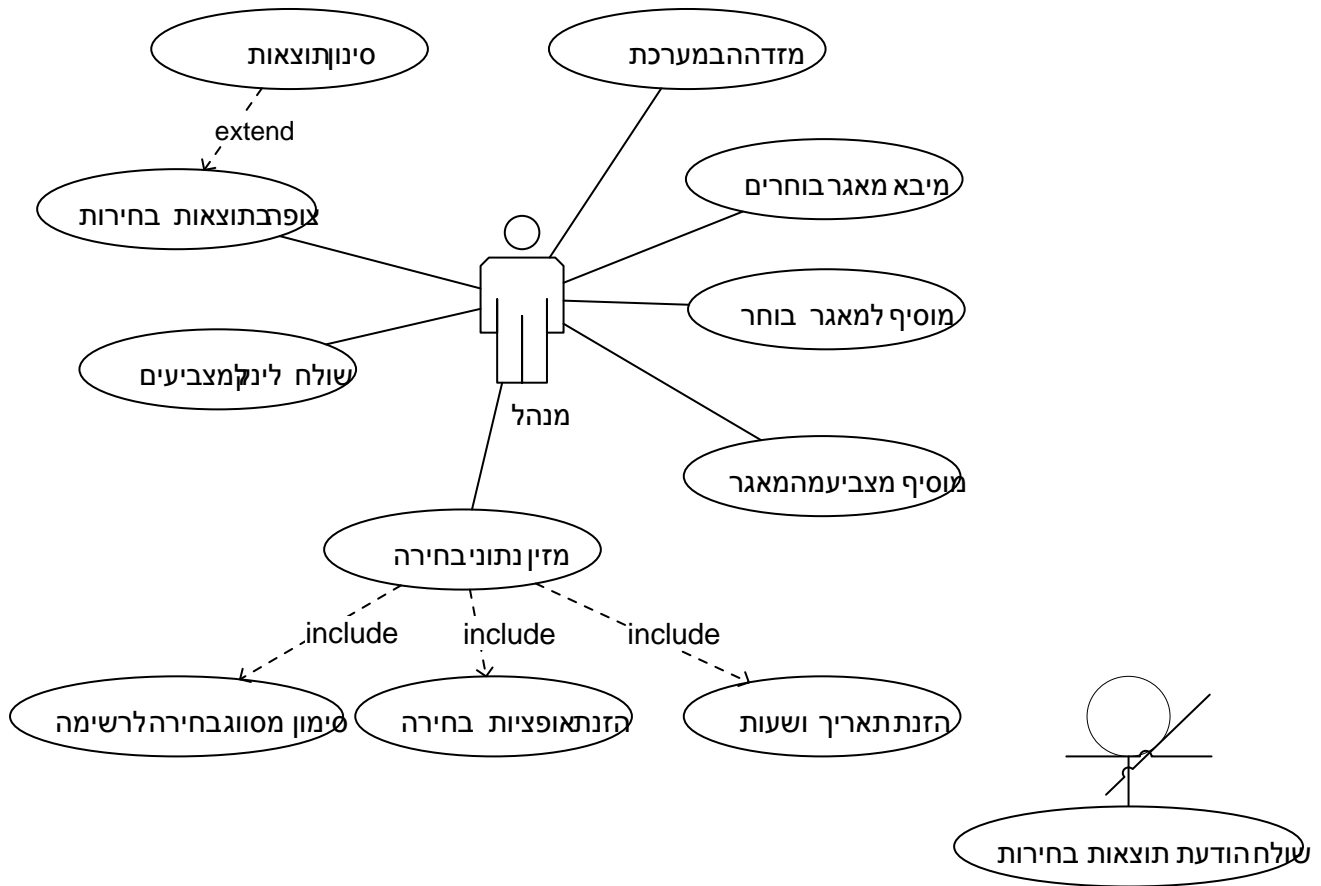 סינון תוצאות
מזדהה במערכת
extend
מיבא מאגר בוחרים
צופה בתוצאות בחירות
מוסיף למאגר בוחר
שולח לינק למצביעים
מנהל
מוסיף מצביע מהמאגר
מזין נתוני בחירה
include
include
include
סימון מסווג בחירה לרשימה
הזנת אופציות בחירה
הזנת תאריך ושעות
שולח הודעת תוצאות בחירות